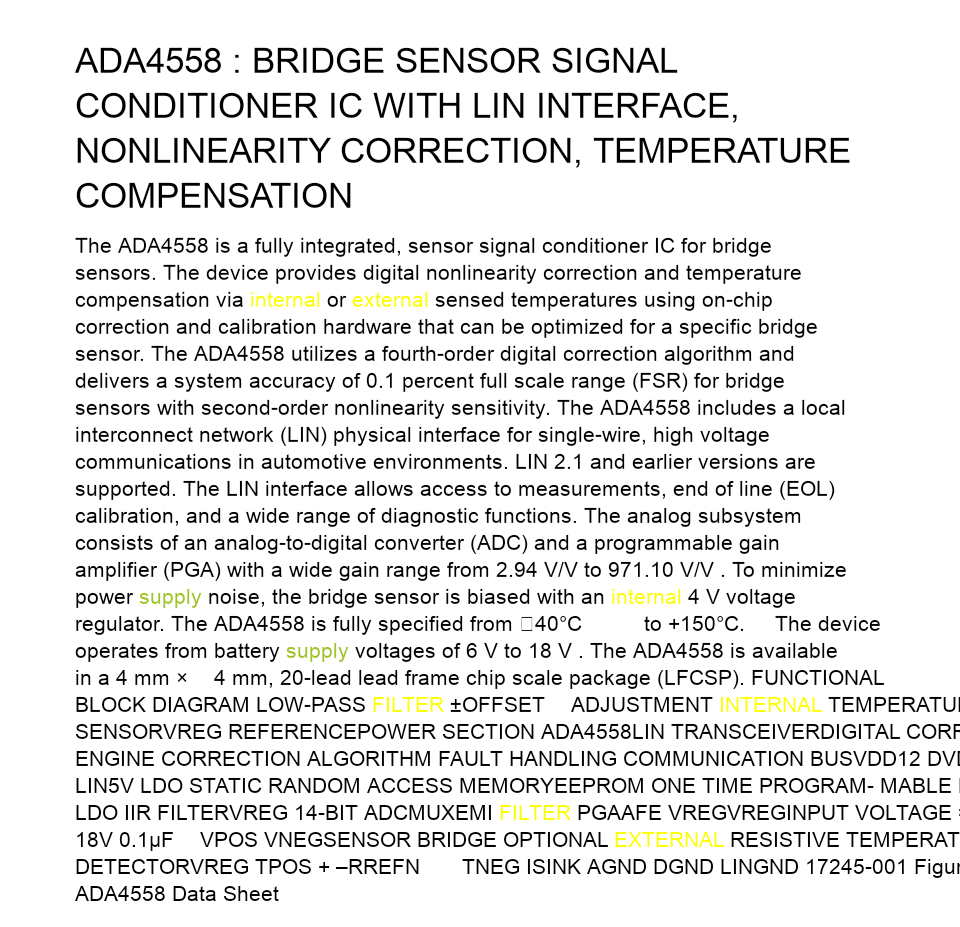 ADA4558 : BRIDGE SENSOR SIGNAL
CONDITIONER IC WITH LIN INTERFACE,
NONLINEARITY CORRECTION, TEMPERATURE
COMPENSATION
The ADA4558 is a fully integrated, sensor signal conditioner IC for bridge
sensors. The device provides digital nonlinearity correction and temperature
compensation via internal or external sensed temperatures using on-chip
correction and calibration hardware that can be optimized for a specific bridge
sensor. The ADA4558 utilizes a fourth-order digital correction algorithm and
delivers a system accuracy of 0.1 percent full scale range (FSR) for bridge
sensors with second-order nonlinearity sensitivity. The ADA4558 includes a local
interconnect network (LIN) physical interface for single-wire, high voltage
communications in automotive environments. LIN 2.1 and earlier versions are
supported. The LIN interface allows access to measurements, end of line (EOL)
calibration, and a wide range of diagnostic functions. The analog subsystem
consists of an analog-to-digital converter (ADC) and a programmable gain
amplifier (PGA) with a wide gain range from 2.94 V/V to 971.10 V/V . To minimize
power supply noise, the bridge sensor is biased with an internal 4 V voltage
regulator. The ADA4558 is fully specified from 40°C to +150°C. The device
operates from battery supply voltages of 6 V to 18 V . The ADA4558 is available
in a 4 mm × 4 mm, 20-lead lead frame chip scale package (LFCSP). FUNCTIONAL
BLOCK DIAGRAM LOW-PASS FILTER ±OFFSET ADJUSTMENT INTERNAL
SENSORVREG REFERENCEPOWER SECTION ADA4558LIN TRANSCEIVERDIGITAL
ENGINE CORRECTION ALGORITHM FAULT HANDLING COMMUNICATION BUSVDD12
LIN5V LDO STATIC RANDOM ACCESS MEMORYEEPROM ONE TIME PROGRAM- MABLE
LDO IIR FILTERVREG 14-BIT ADCMUXEMI FILTER PGAAFE VREGVREGINPUT VOLTAGE
18V 0.1µF VPOS VNEGSENSOR BRIDGE OPTIONAL EXTERNAL RESISTIVE
DETECTORVREG TPOS + –RREFN TNEG ISINK AGND DGND LINGND 17245-001
ADA4558 Data Sheet